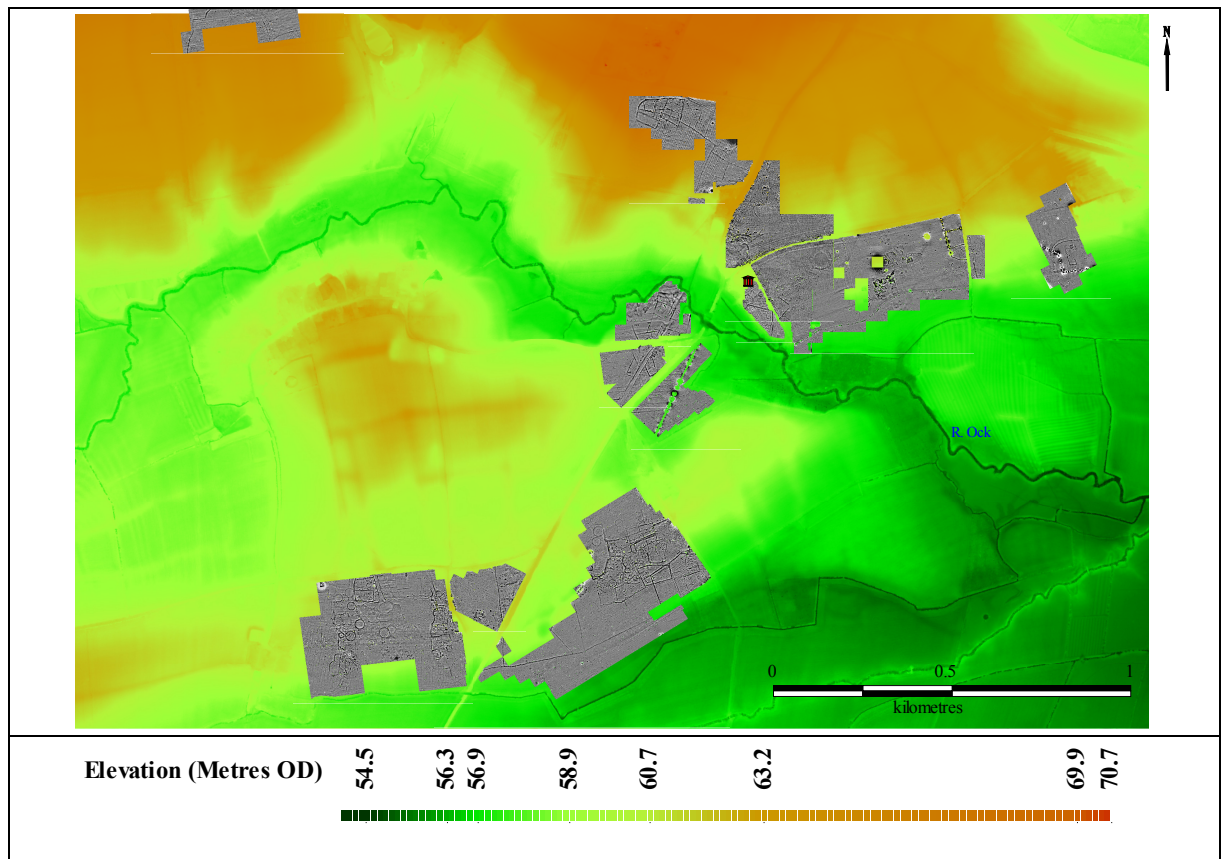 N
R. Ock
0 0.5 1
kilometres
Elevation (Metres OD) 54.5 56.3 56.9 58.9 60.7 63.2 69.9 70.7